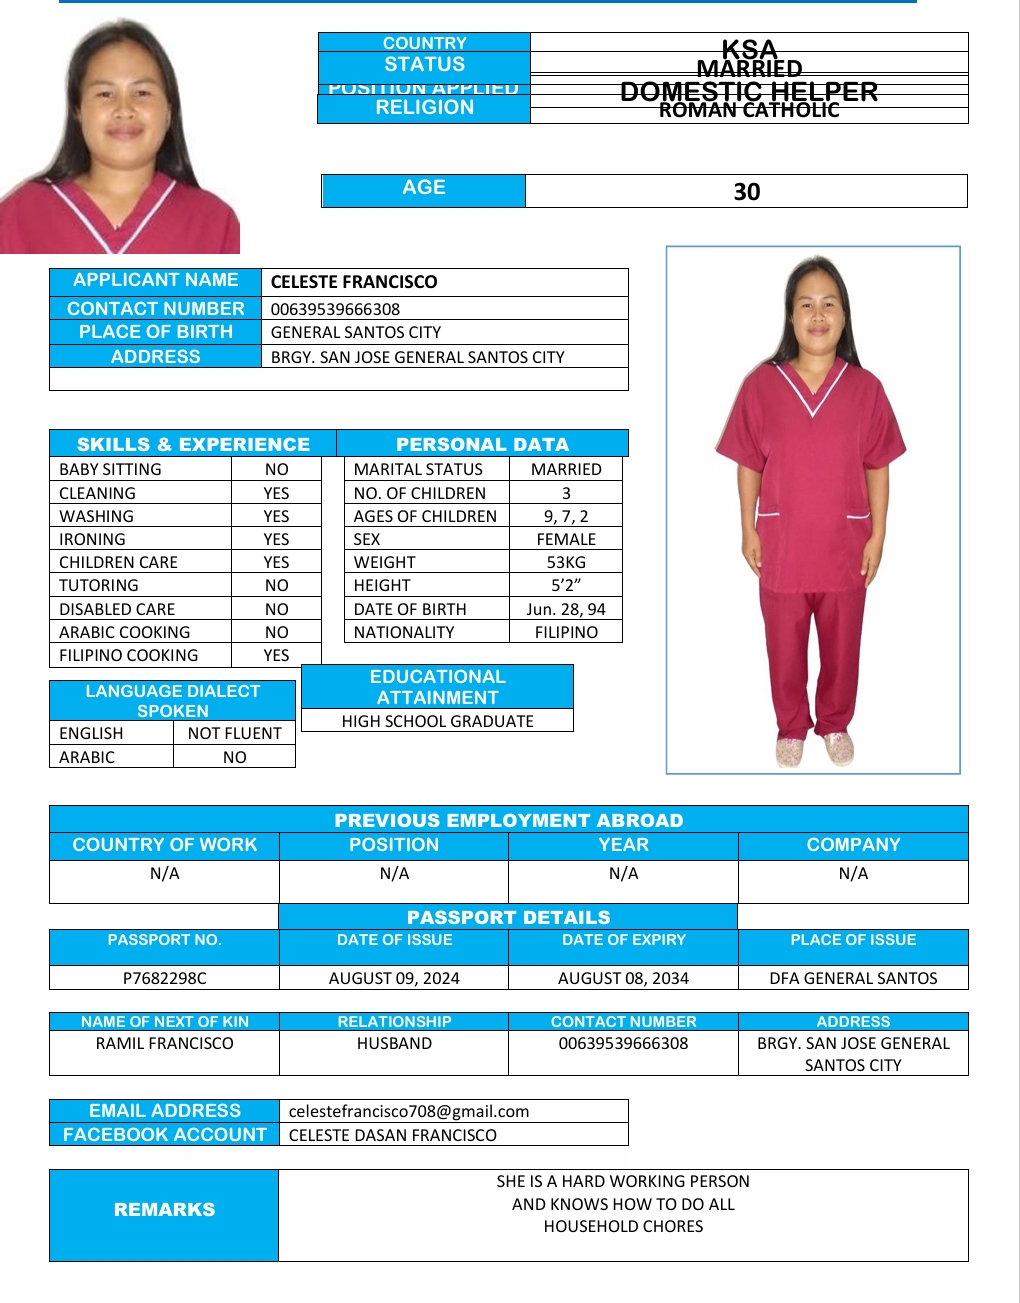 COUNTRY KSA
STATUS MARRIED
POSITION APPLIED DOMESTIC HELPER
RELIGION ROMAN CATHOLIC
AGE 30
APPLICANT NAME CELESTE FRANCISCO
CONTACT NUMBER 00639539666308
PLACE OF BIRTH GENERAL SANTOS CITY
ADDRESS BRGY. SAN JOSE GENERAL SANTOS CITY
SKILLS & EXPERIENCE PERSONAL DATA
BABY SITTING NO MARITAL STATUS MARRIED
CLEANING YES NO. OF CHILDREN 3
WASHING YES AGES OF CHILDREN 9, 7, 2
IRONING YES SEX FEMALE
CHILDREN CARE YES WEIGHT 53KG
TUTORING NO HEIGHT 5’2”
DISABLED CARE NO DATE OF BIRTH Jun. 28, 94
ARABIC COOKING NO NATIONALITY FILIPINO
FILIPINO COOKING YES
EDUCATIONAL
ATTAINMENT
HIGH SCHOOL GRADUATE
LANGUAGE DIALECT
SPOKEN
ENGLISH NOT FLUENT
ARABIC NO
PREVIOUS EMPLOYMENT ABROAD
COUNTRY OF WORK POSITION YEAR COMPANY
N/A N/A N/A N/A
PASSPORT DETAILS
PASSPORT NO. DATE OF ISSUE DATE OF EXPIRY PLACE OF ISSUE
P7682298C AUGUST 09, 2024 AUGUST 08, 2034 DFA GENERAL SANTOS
NAME OF NEXT OF KIN RELATIONSHIP CONTACT NUMBER ADDRESS
RAMIL FRANCISCO HUSBAND 00639539666308 BRGY. SAN JOSE GENERAL
SANTOS CITY
EMAIL ADDRESS celestefrancisco708@gmail.com
FACEBOOK ACCOUNT CELESTE DASAN FRANCISCO
REMARKS
SHE IS A HARD WORKING PERSON
AND KNOWS HOW TO DO ALL
HOUSEHOLD CHORES